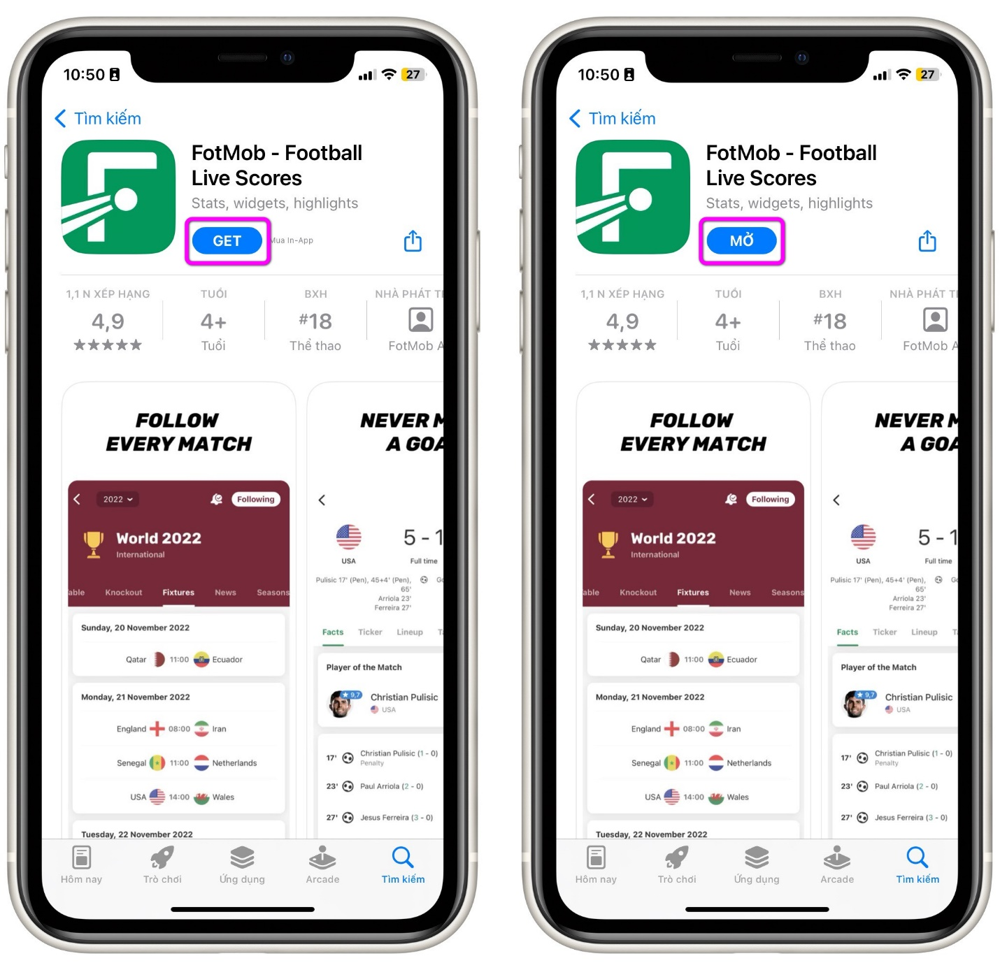 10:50
27
Tìm kiếm
FotMob - Football
Live Scores
Stats, widgets, highlights
GET
Mua In-App
1,1 N XẾP HẠNG
TUỔI
BXH
NHÀ PHÁT TI
4,9
4+
#18
Tuổi
Thể thao
FotMob A
FOLLOW
EVERY MATCH
NEVER M
A GOA
2022
Following
World 2022
International
able
Knockout
Fixtures
News
Seasons
Sunday, 20 November 2022
Qatar 11:00 Ecuador
Monday, 21 November 2022
England 08:00 Iran
Senegal 11:00 Netherlands
USA 14:00 Wales
Tuesday, 22 November 2022
USA
5 - 1
Full time
Pulisic 17' (Pen), 45+4' (Pen), Go
65'
Arriola 23'
Ferreira 27'
Facts
Ticker
Lineup
Ta
Player of the Match
9,7
Christian Pulisic
USA
17' Christian Pulisic (1 - 0)
Penalty
23' Paul Arriola (2 - 0)
27' Jesus Ferreira (3 - 0)
Hôm nay
Trò chơi
Ứng dụng
Arcade
Tìm kiếm
10:50
27
Tìm kiếm
FotMob - Football
Live Scores
Stats, widgets, highlights
MỞ
1,1 N XẾP HẠNG
TUỔI
BXH
NHÀ PHÁT TI
4,9
4+
#18
Tuổi
Thể thao
FotMob A
FOLLOW
EVERY MATCH
NEVER M
A GOA
2022
Following
World 2022
International
able
Knockout
Fixtures
News
Seasons
Sunday, 20 November 2022
Qatar 11:00 Ecuador
Monday, 21 November 2022
England 08:00 Iran
Senegal 11:00 Netherlands
USA 14:00 Wales
Tuesday, 22 November 2022
USA
5 - 1
Full time
Pulisic 17' (Pen), 45+4' (Pen), Go
65'
Arriola 23'
Ferreira 27'
Facts
Ticker
Lineup
Ta
Player of the Match
9,7
Christian Pulisic
USA
17' Christian Pulisic (1 - 0)
Penalty
23' Paul Arriola (2 - 0)
27' Jesus Ferreira (3 - 0)
Hôm nay
Trò chơi
Ứng dụng
Arcade
Tìm kiếm